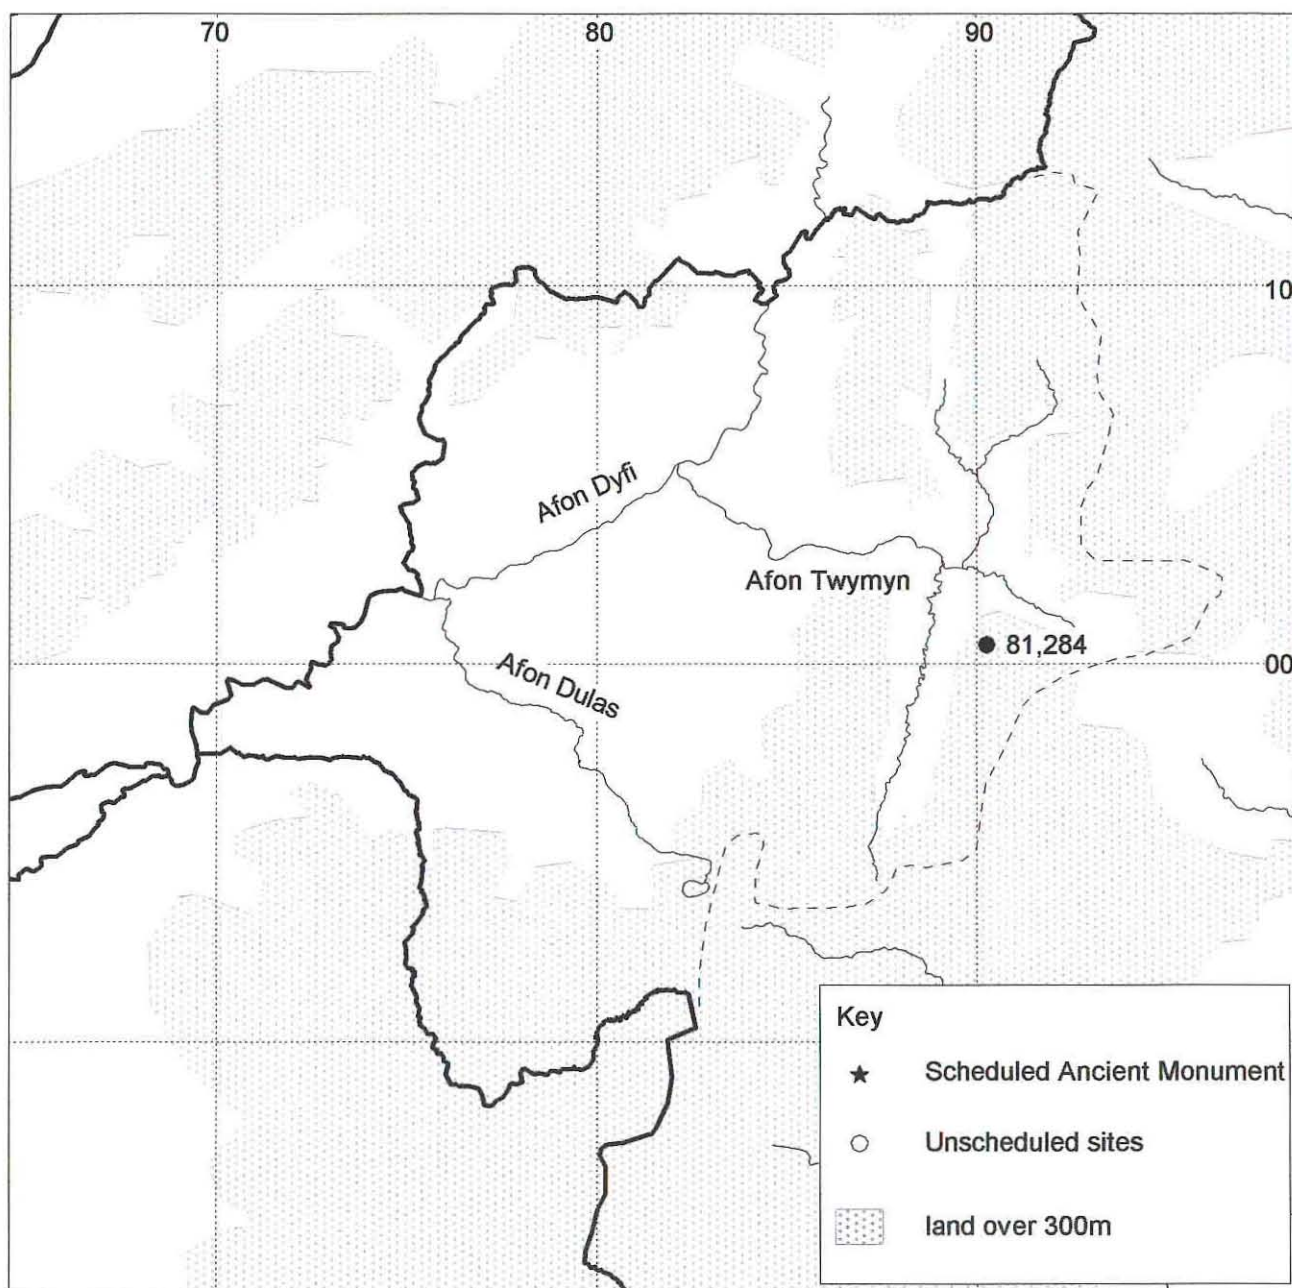 70 80 90
10
Afon Dyfi
Afon Twymyn
81,284
00
Afon Dulas
Key
Scheduled Ancient Monument
Unscheduled sites
land over 300m